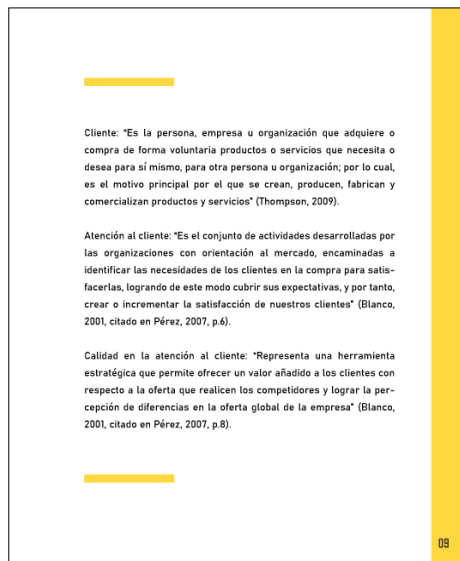 Cliente: "Es la persona, empresa u organización que adquiere o
compra de forma voluntaria productos o servicios que necesita o
desea para sí mismo, para otra persona u organización; por lo cual,
es el motivo principal por el que se crean, producen, fabrican y
comercializan productos y servicios" (Thompson, 2009).
Atención al cliente: "Es el conjunto de actividades desarrolladas por
las organizaciones con orientación al mercado, encaminadas a
identificar las necesidades de los clientes en la compra para satis-
facerlas, logrando de este modo cubrir sus expectativas, y por tanto,
crear o incrementar la satisfacción de nuestros clientes" (Blanco,
2001, citado en Pérez, 2007, p.6).
Calidad en la atención al cliente: "Representa una herramienta
estratégica que permite ofrecer un valor añadido a los clientes con
respecto a la oferta que realicen los competidores y lograr la per-
cepción de diferencias en la oferta global de la empresa" (Blanco,
2001, citado en Pérez, 2007, p.8).
09